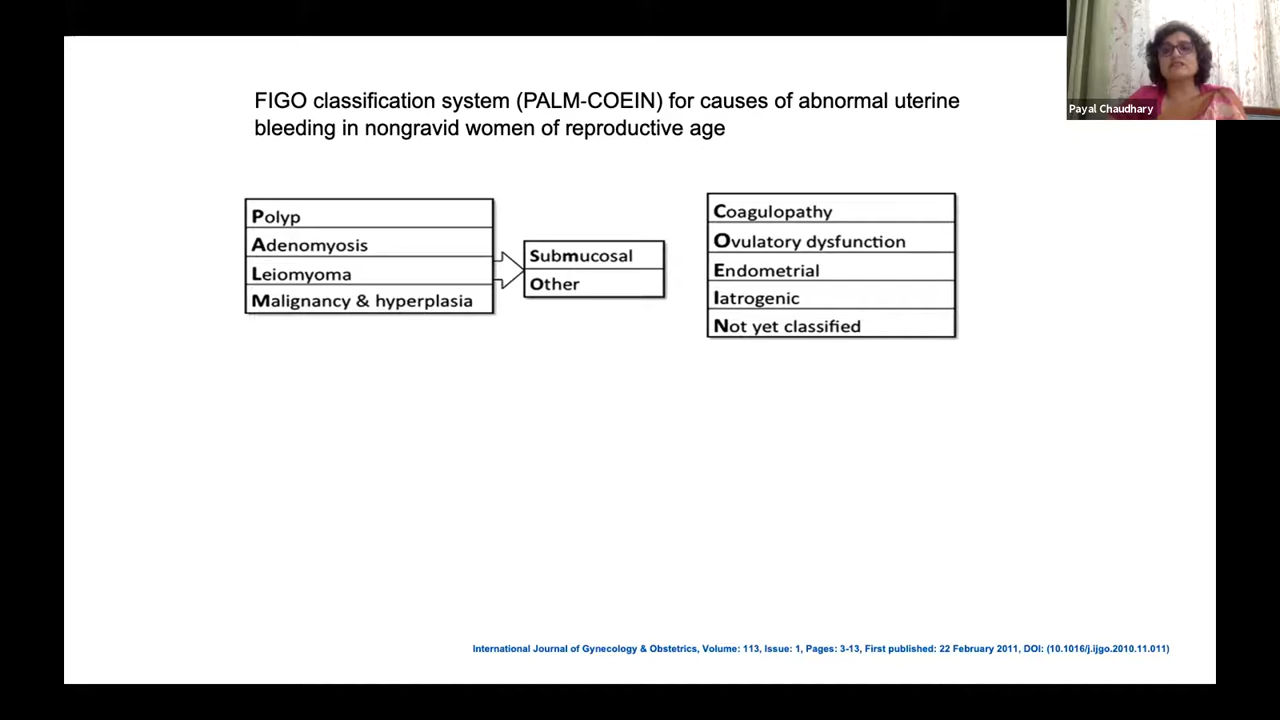 Payal Chaudhary
FIGO classification system (PALM-COEIN) for causes of abnormal uterine
bleeding in nongravid women of reproductive age
Polyp
Adenomyosis
Leiomyoma
Malignancy & hyperplasia
Submucosal
Other
Coagulopathy
Ovulatory dysfunction
Endometrial
Iatrogenic
Not yet classified
International Journal of Gynecology & Obstetrics, Volume: 113, Issue: 1, Pages: 3-13, First published: 22 February 2011, DOI: (10.1016/j.ijgo.2010.11.011)